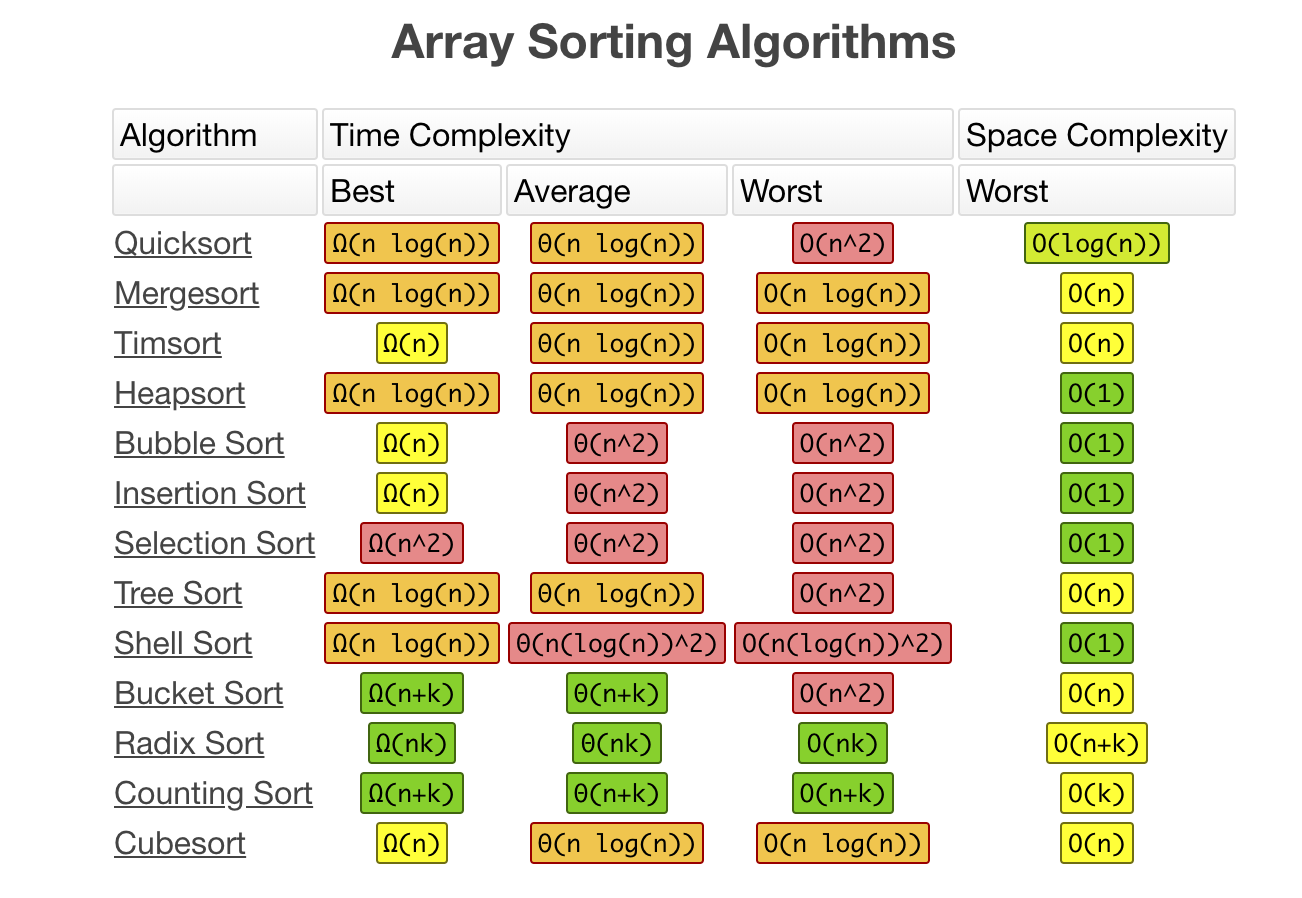 Array Sorting Algorithms
Algorithm Time Complexity Space Complexity
Best Average Worst Worst
Quicksort Ω(n log(n)) Θ(n log(n)) O(n^2) O(log(n))
Mergesort Ω(n log(n)) Θ(n log(n)) O(n log(n)) O(n)
Timsort Ω(n) Θ(n log(n)) O(n log(n)) O(n)
Heapsort Ω(n log(n)) Θ(n log(n)) O(n log(n)) O(1)
Bubble Sort Ω(n) Θ(n^2) O(n^2) O(1)
Insertion Sort Ω(n) Θ(n^2) O(n^2) O(1)
Selection Sort Ω(n^2) Θ(n^2) O(n^2) O(1)
Tree Sort Ω(n log(n)) Θ(n log(n)) O(n^2) O(n)
Shell Sort Ω(n log(n)) Θ(n(log(n))^2) O(n(log(n))^2) O(1)
Bucket Sort Ω(n+k) Θ(n+k) O(n^2) O(n)
Radix Sort Ω(nk) Θ(nk) O(nk) O(n+k)
Counting Sort Ω(n+k) Θ(n+k) O(n+k) O(k)
Cubesort Ω(n) Θ(n log(n)) O(n log(n)) O(n)